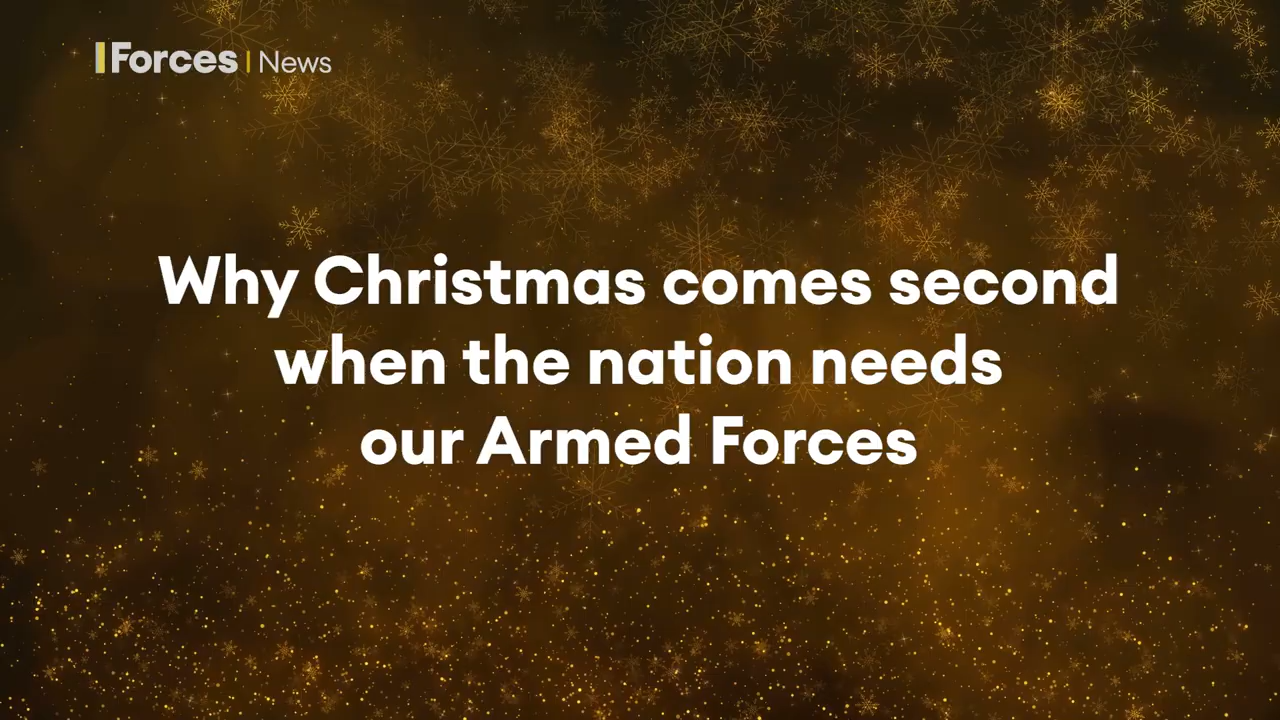 Forces | News
Why Christmas comes second
when the nation needs
our Armed Forces